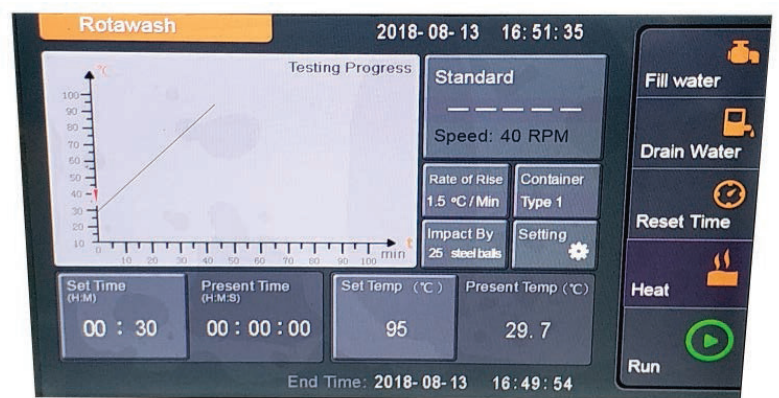 Rotawash
2018-08-13 16:51:35
Testing Progress
℃
100
90
80
70
60
50
40
30
20
10
0 10 20 30 40 50 60 70 80 90 100 min
t
Standard
— — — — —
Speed: 40 RPM
Rate of Rise
1.5 ℃/Min
Container
Type 1
Impact By
25 steel balls
Setting
Set Time
(H:M)
00 : 30
Present Time
(H:M:S)
00 : 00 : 00
Set Temp (℃)
95
Present Temp (℃)
29.7
End Time: 2018-08-13 16:49:54
Fill water
Drain Water
Reset Time
Heat
Run